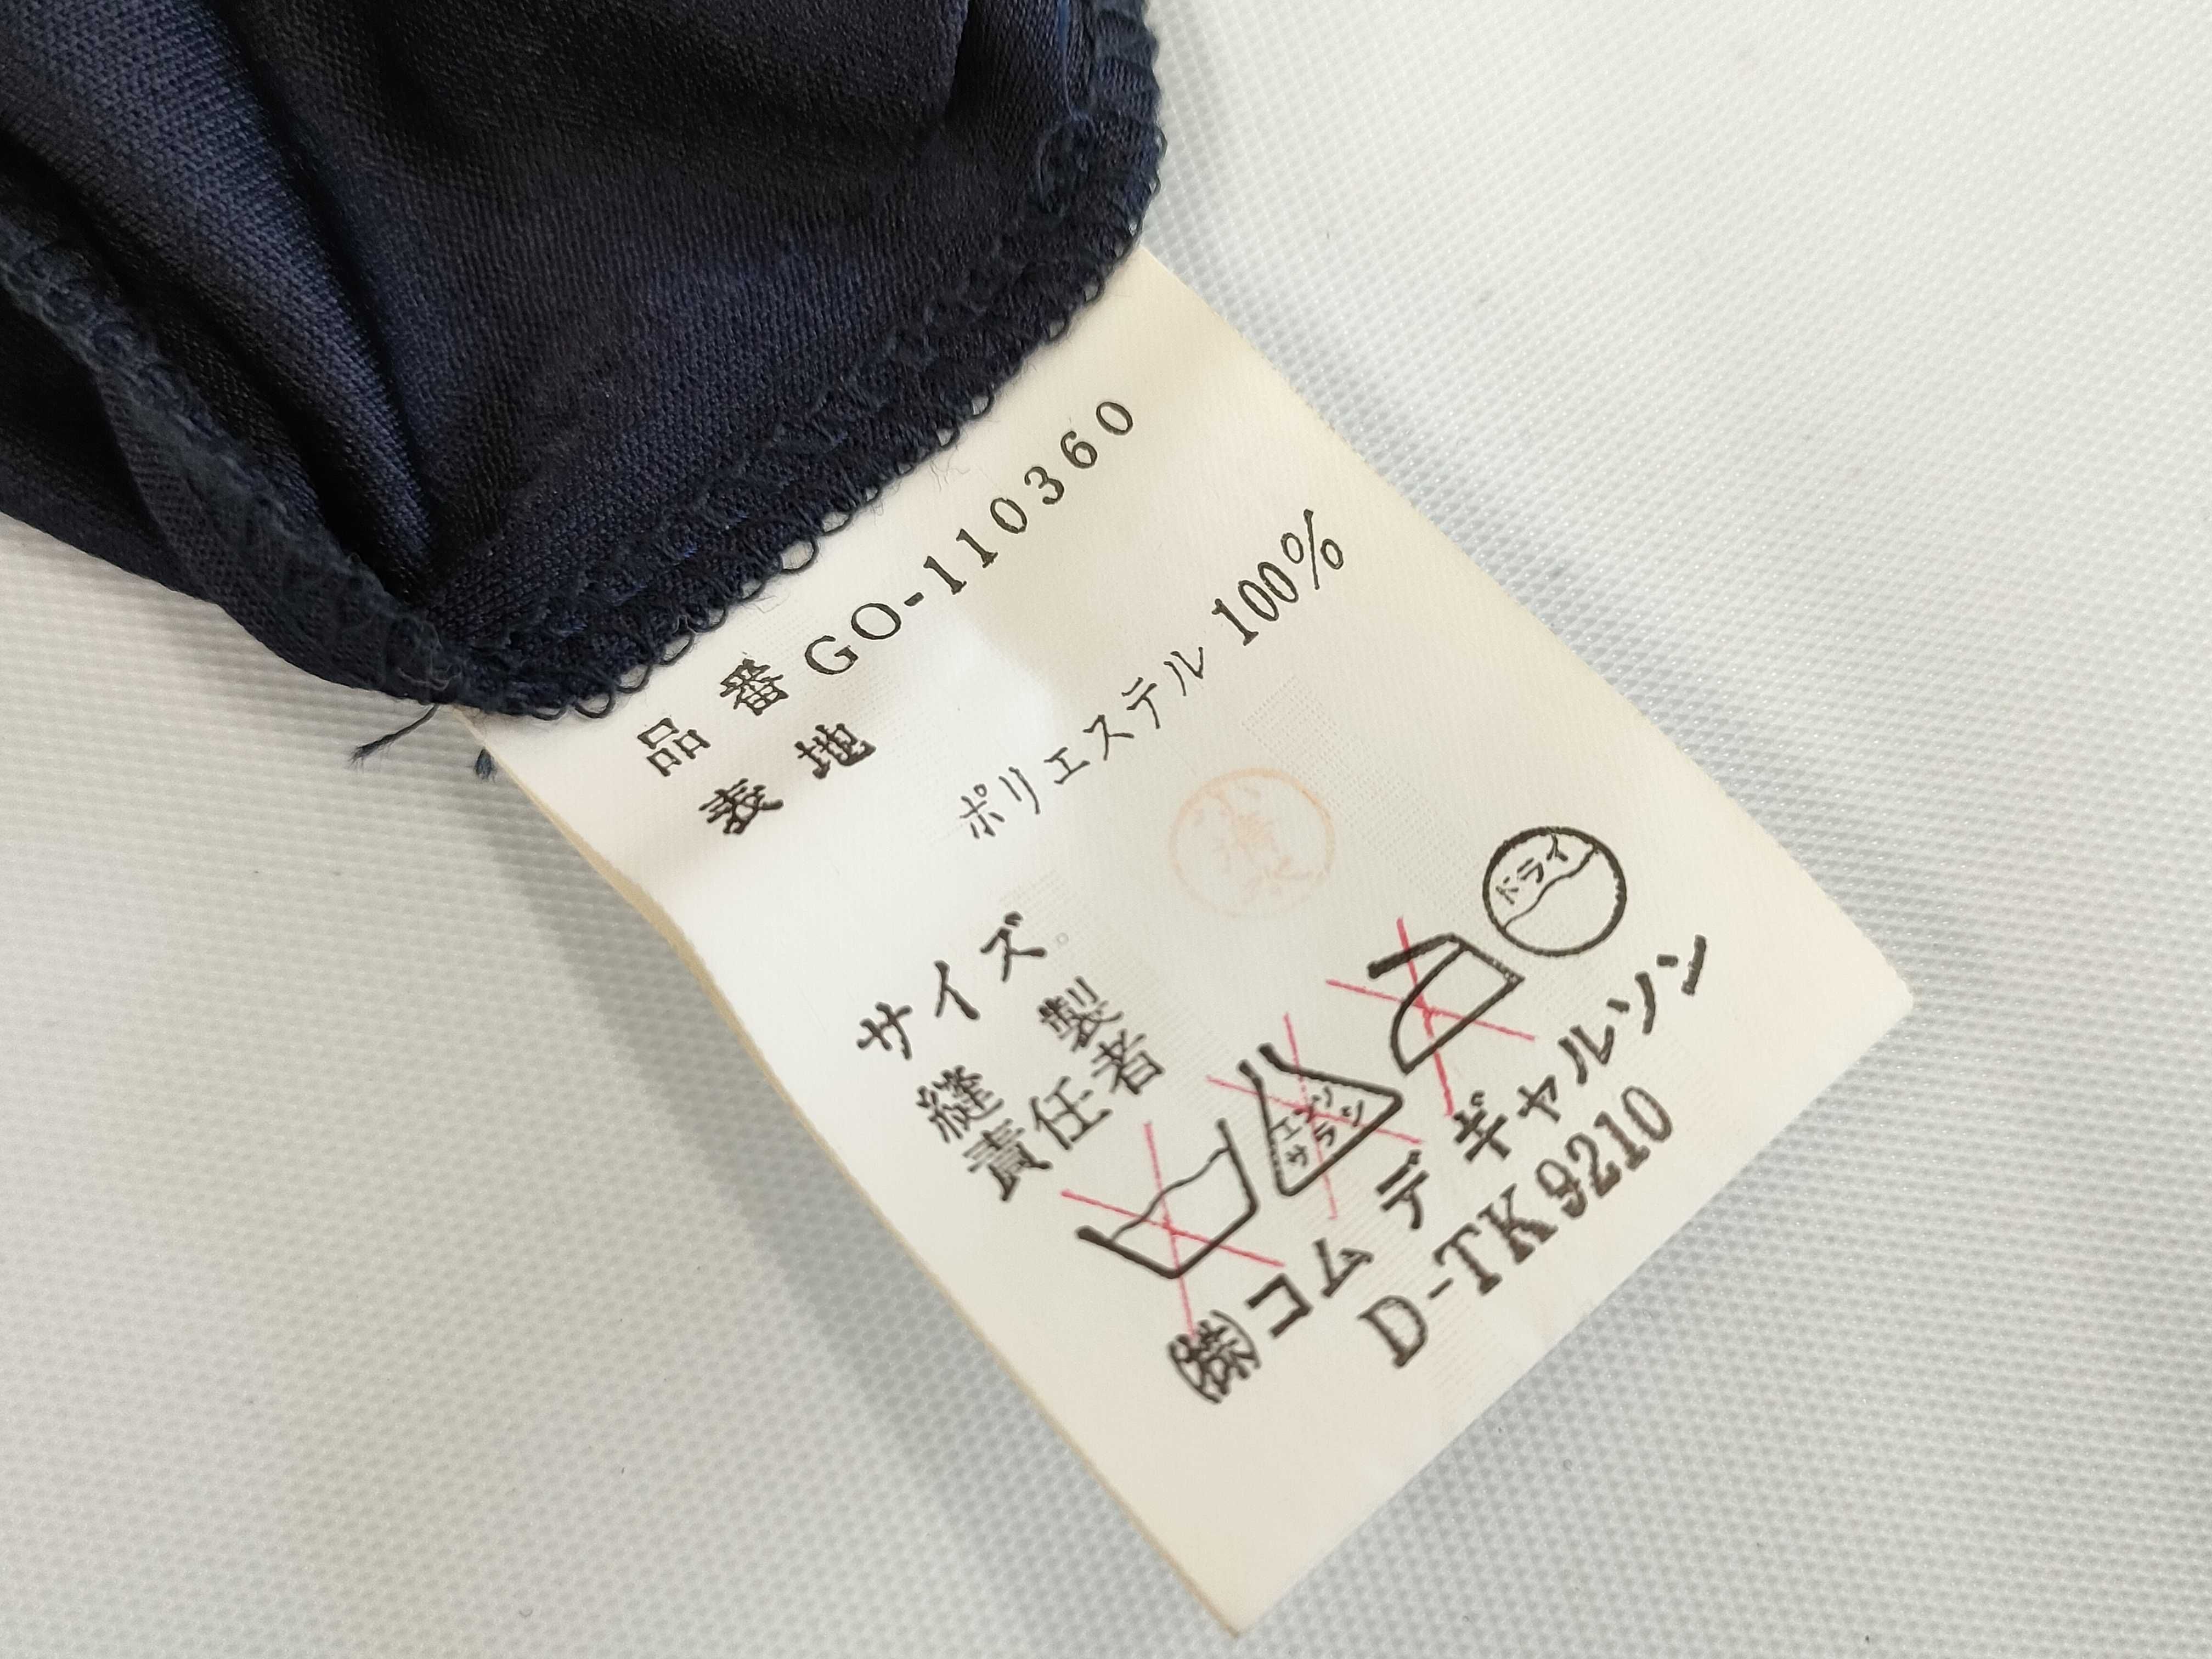 品番 GO-110360
表地
ポリエステル 100%
サイズ
縫製
責任者
エンソ
サラシ
ドライ
㈱コム デ ギャルソン
D-TK9210